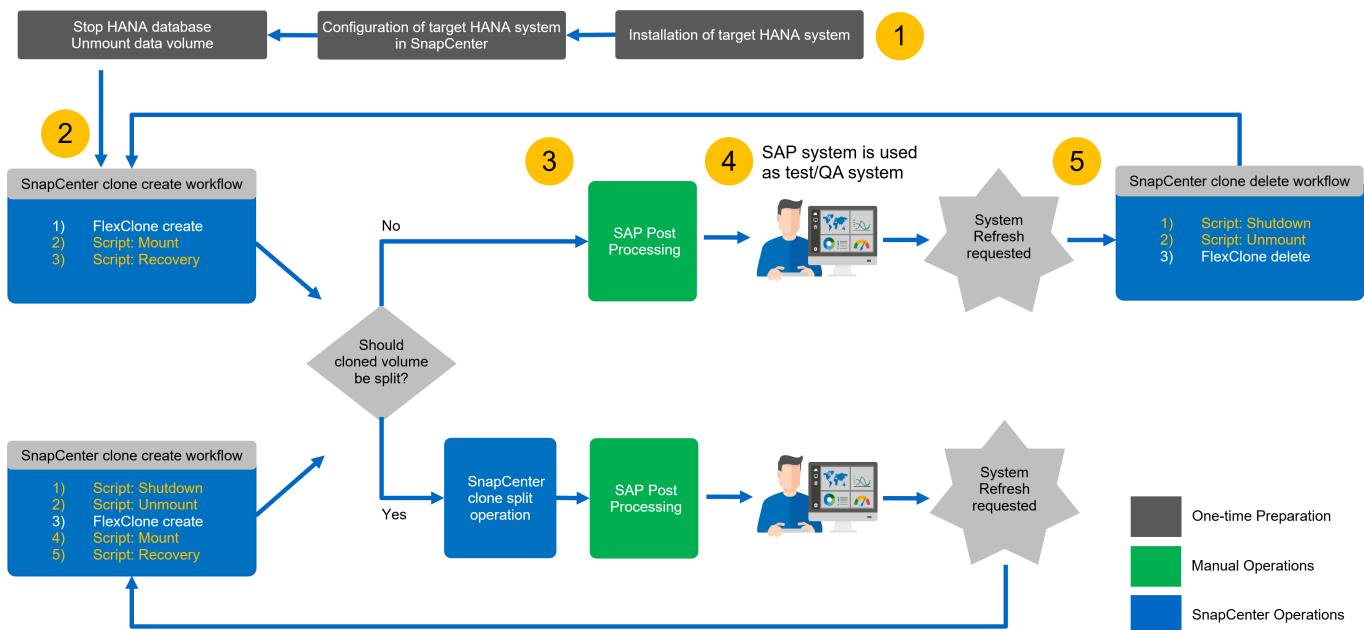 Stop HANA database
Unmount data volume
Configuration of target HANA system
in SnapCenter
Installation of target HANA system
1
2
3
4
SAP system is used
as test/QA system
5
SnapCenter clone create workflow
1) FlexClone create
2) Script: Mount
3) Script: Recovery
No
SAP Post
Processing
System
Refresh
requested
SnapCenter clone delete workflow
1) Script: Shutdown
2) Script: Unmount
3) FlexClone delete
Should
cloned volume
be split?
SnapCenter clone create workflow
1) Script: Shutdown
2) Script: Unmount
3) FlexClone create
4) Script: Mount
5) Script: Recovery
Yes
SnapCenter
clone split
operation
SAP Post
Processing
System
Refresh
requested
One-time Preparation
Manual Operations
SnapCenter Operations